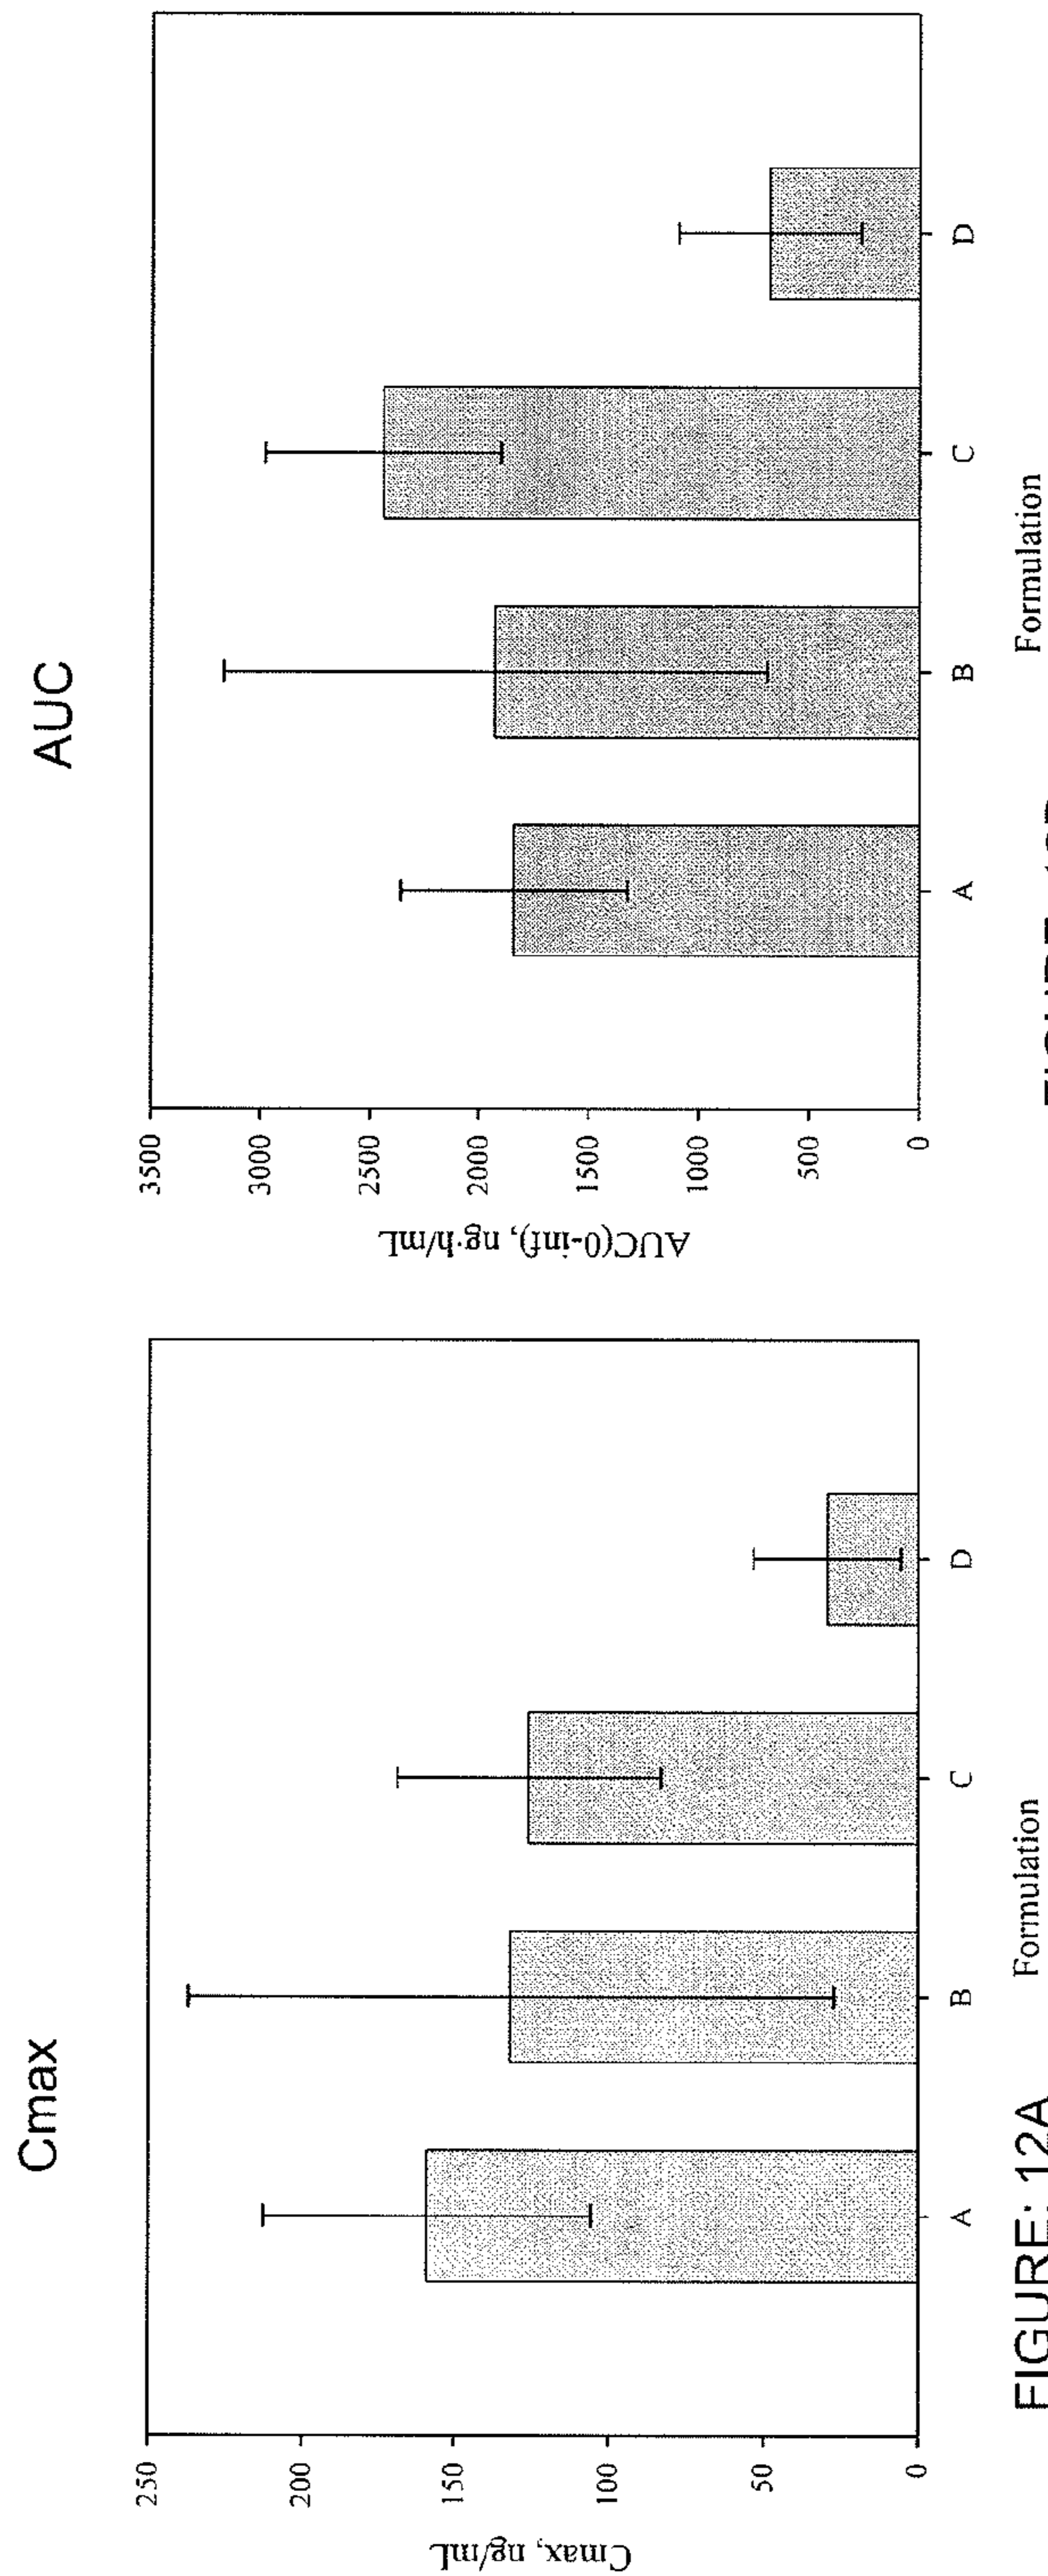 Cmax
Cmax, ng/mL
250
200
150
100
50
0
A
B
C
D
Formulation
FIGURE: 12A
AUC
AUC(0-inf), ng·h/mL
3500
3000
2500
2000
1500
1000
500
0
A
B
C
D
Formulation